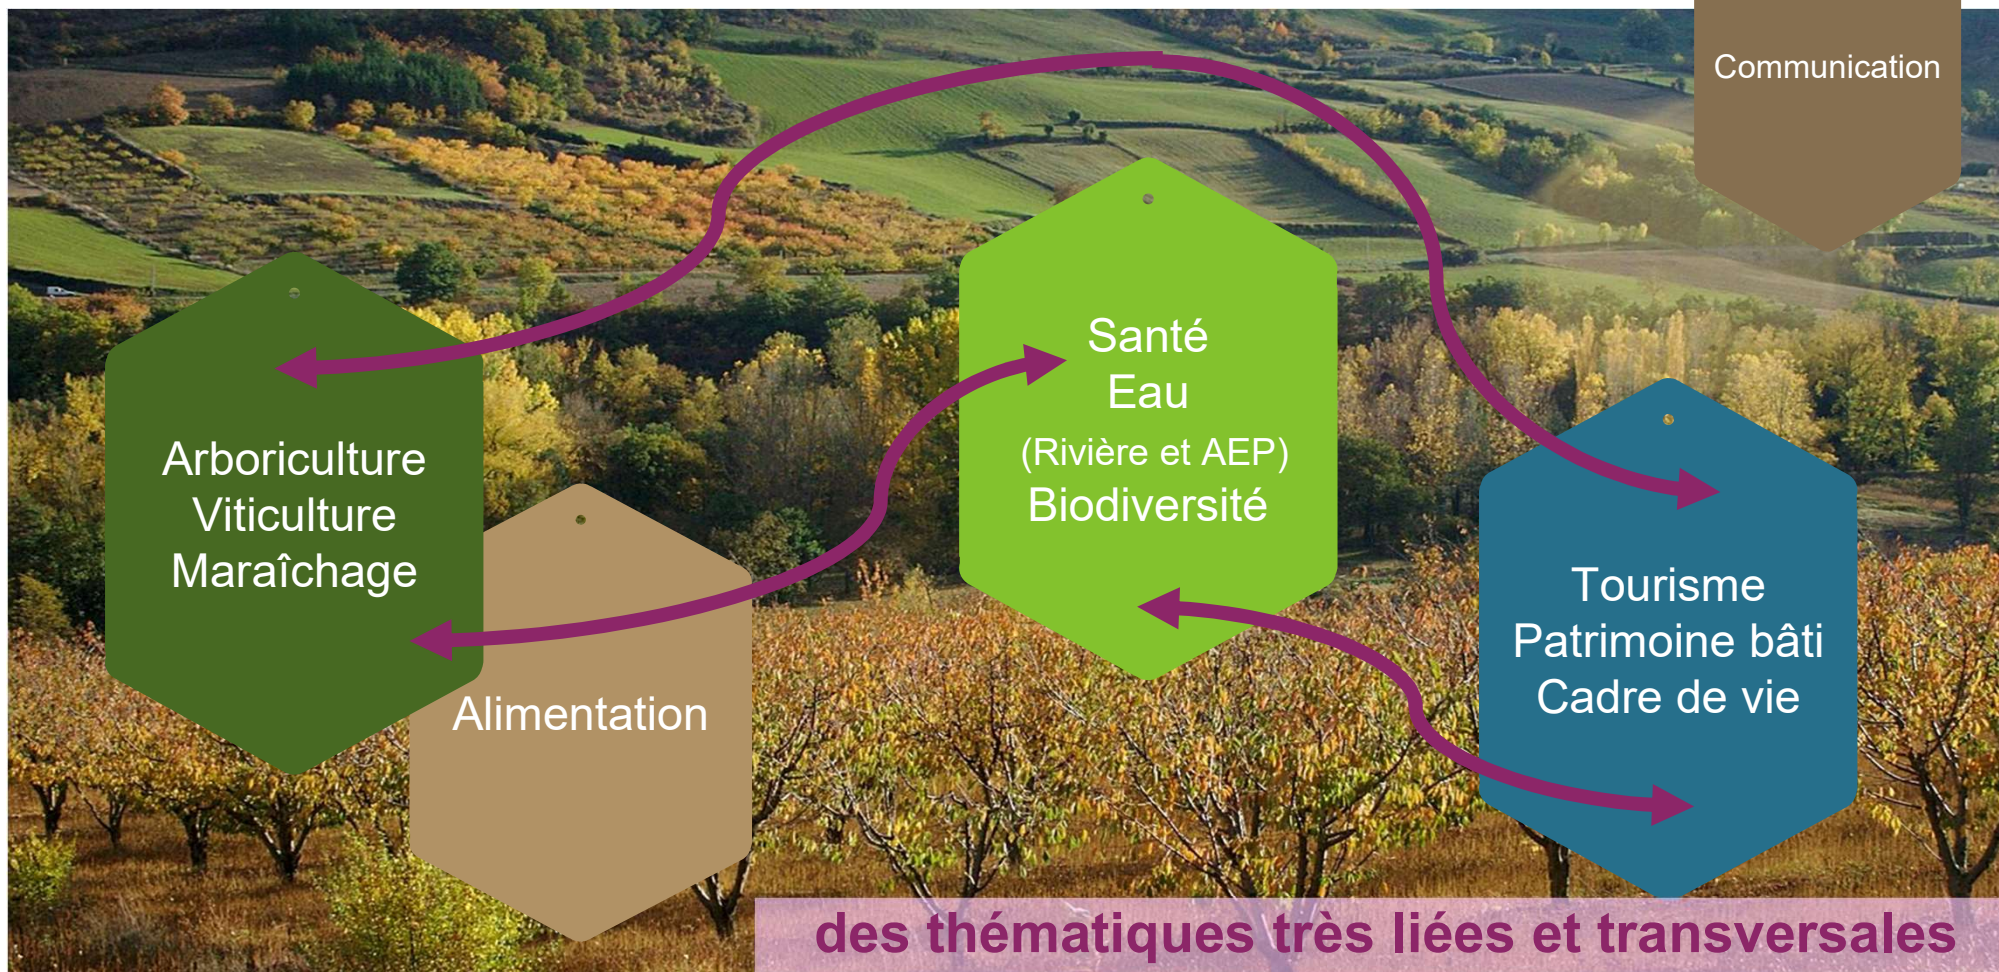 Communication
Santé
Eau
(Rivière et AEP)
Biodiversité
Arboriculture
Viticulture
Maraîchage
Alimentation
Tourisme
Patrimoine bâti
Cadre de vie
des thématiques très liées et transversales